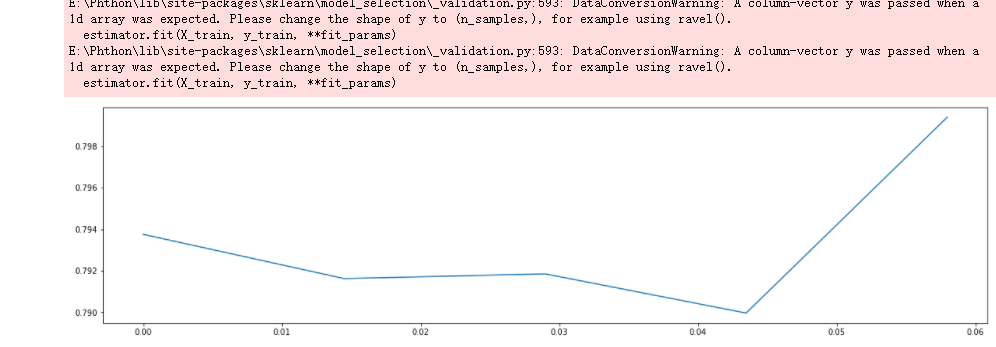 E:\Phthon\lib\site-packages\sklearn\model_selection\_validation.py:593: DataConversionWarning: A column-vector y was passed when a
1d array was expected. Please change the shape of y to (n_samples,), for example using ravel().
estimator.fit(X_train, y_train, **fit_params)
E:\Phthon\lib\site-packages\sklearn\model_selection\_validation.py:593: DataConversionWarning: A column-vector y was passed when a
1d array was expected. Please change the shape of y to (n_samples,), for example using ravel().
estimator.fit(X_train, y_train, **fit_params)
0.798
0.796
0.794
0.792
0.790
0.00 0.01 0.02 0.03 0.04 0.05 0.06